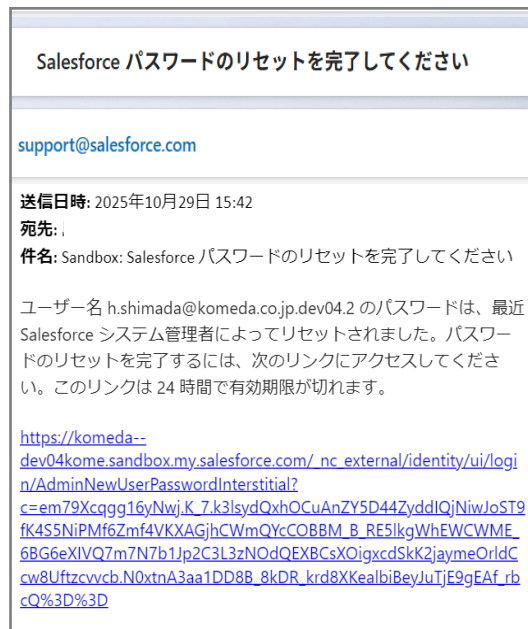 Salesforce パスワードのリセットを完了してください
support@salesforce.com
送信日時: 2025年10月29日 15:42
宛先:
件名: Sandbox: Salesforce パスワードのリセットを完了してください
ユーザー名 h.shimada@komeda.co.jp.dev04.2 のパスワードは、最近
Salesforce システム管理者によってリセットされました。パスワー
ドのリセットを完了するには、次のリンクにアクセスしてくださ
い。このリンクは 24 時間で有効期限が切れます。
https://komeda--
dev04kome.sandbox.my.salesforce.com/_nc_external/identity/ui/logi
n/AdminNewUserPasswordInterstitial?
c=em79Xcqgg16yNwj.K_7.k3lsydQxhOCuAnZY5D44ZyddIQjNiwJoST9
fK4S5NiPMf6Zmf4VKXAGjhCWmQYcCOBBM_B_RE5lkgWhEWCWME_
6BG6eXIVQ7m7N7b1Jp2C3L3zNOdQEXBCsXOigxcdSkK2jaymeOrldC
cw8Uftzcvvcb.N0xtnA3aa1DD8B_8kDR_krd8XKealbiBeyJuTjE9gEAf_rb
cQ%3D%3D